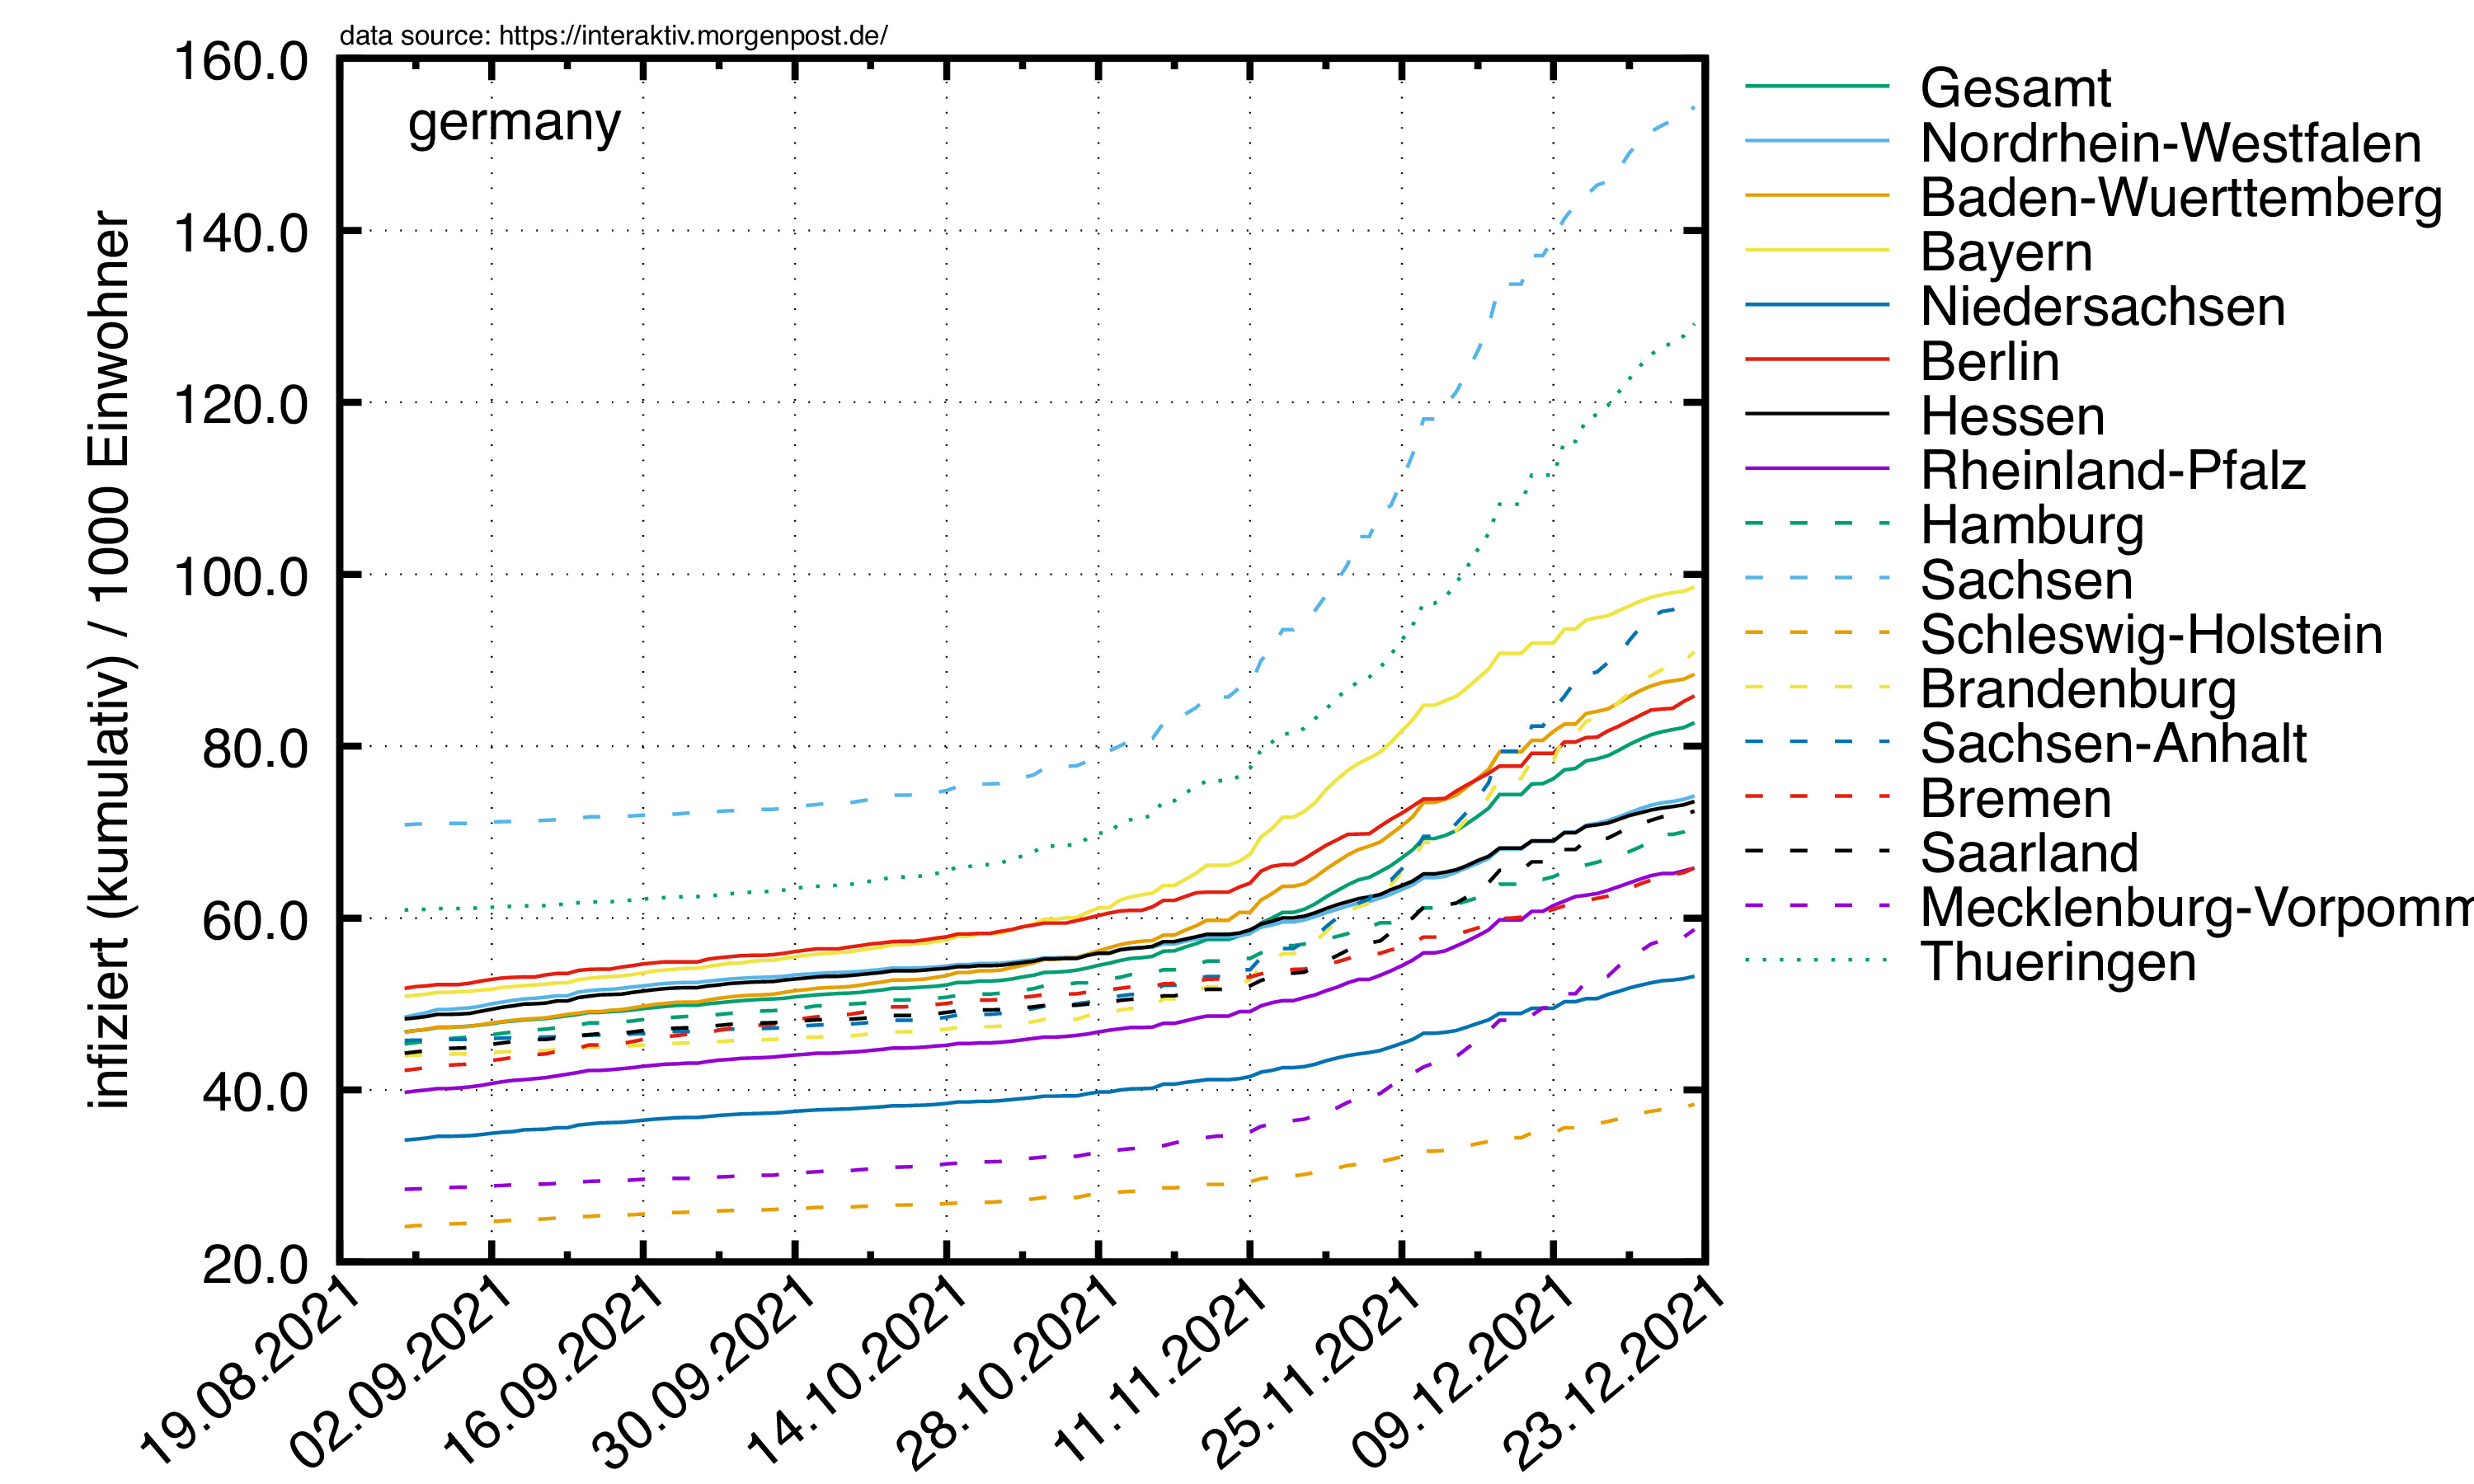 data source: https://interaktiv.morgenpost.de/
germany
infiziert (kumulativ) / 1000 Einwohner
160.0
140.0
120.0
100.0
80.0
60.0
40.0
20.0
19.08.2021
02.09.2021
16.09.2021
30.09.2021
14.10.2021
28.10.2021
11.11.2021
25.11.2021
09.12.2021
23.12.2021
Gesamt
Nordrhein-Westfalen
Baden-Wuerttemberg
Bayern
Niedersachsen
Berlin
Hessen
Rheinland-Pfalz
Hamburg
Sachsen
Schleswig-Holstein
Brandenburg
Sachsen-Anhalt
Bremen
Saarland
Mecklenburg-Vorpomm
Thueringen